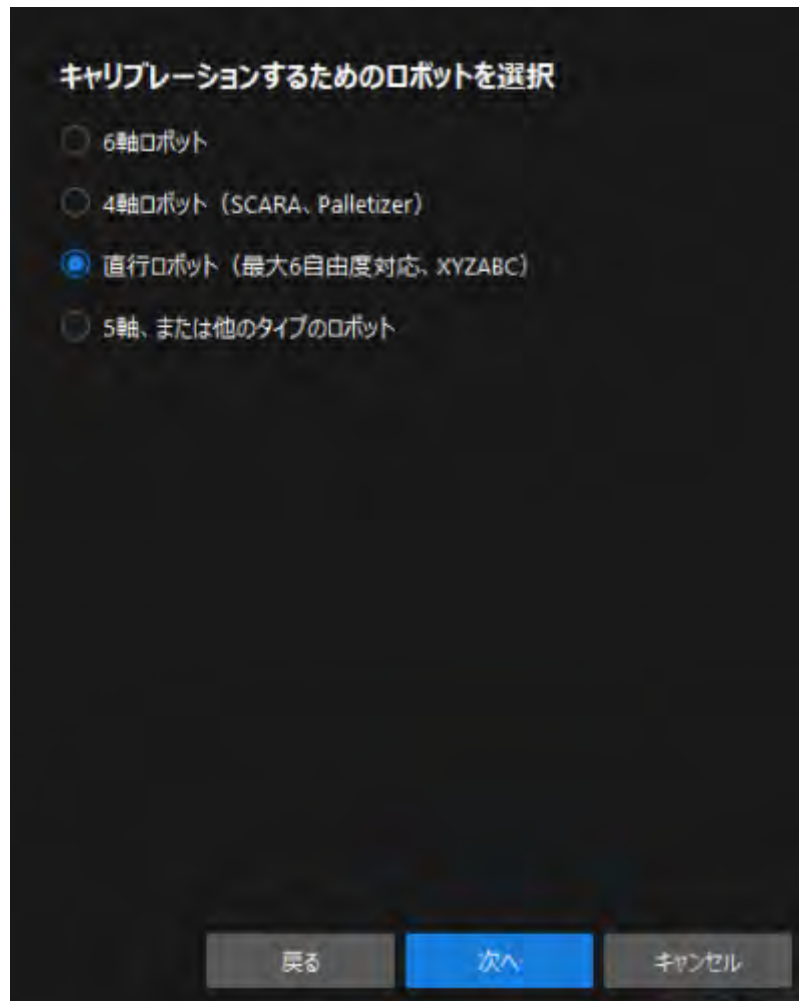 キャリブレーションするためのロボットを選択
6軸ロボット
4軸ロボット（SCARA、Palletizer）
直行ロボット（最大6自由度対応、XYZABC）
5軸、または他のタイプのロボット
戻る
次へ
キャンセル